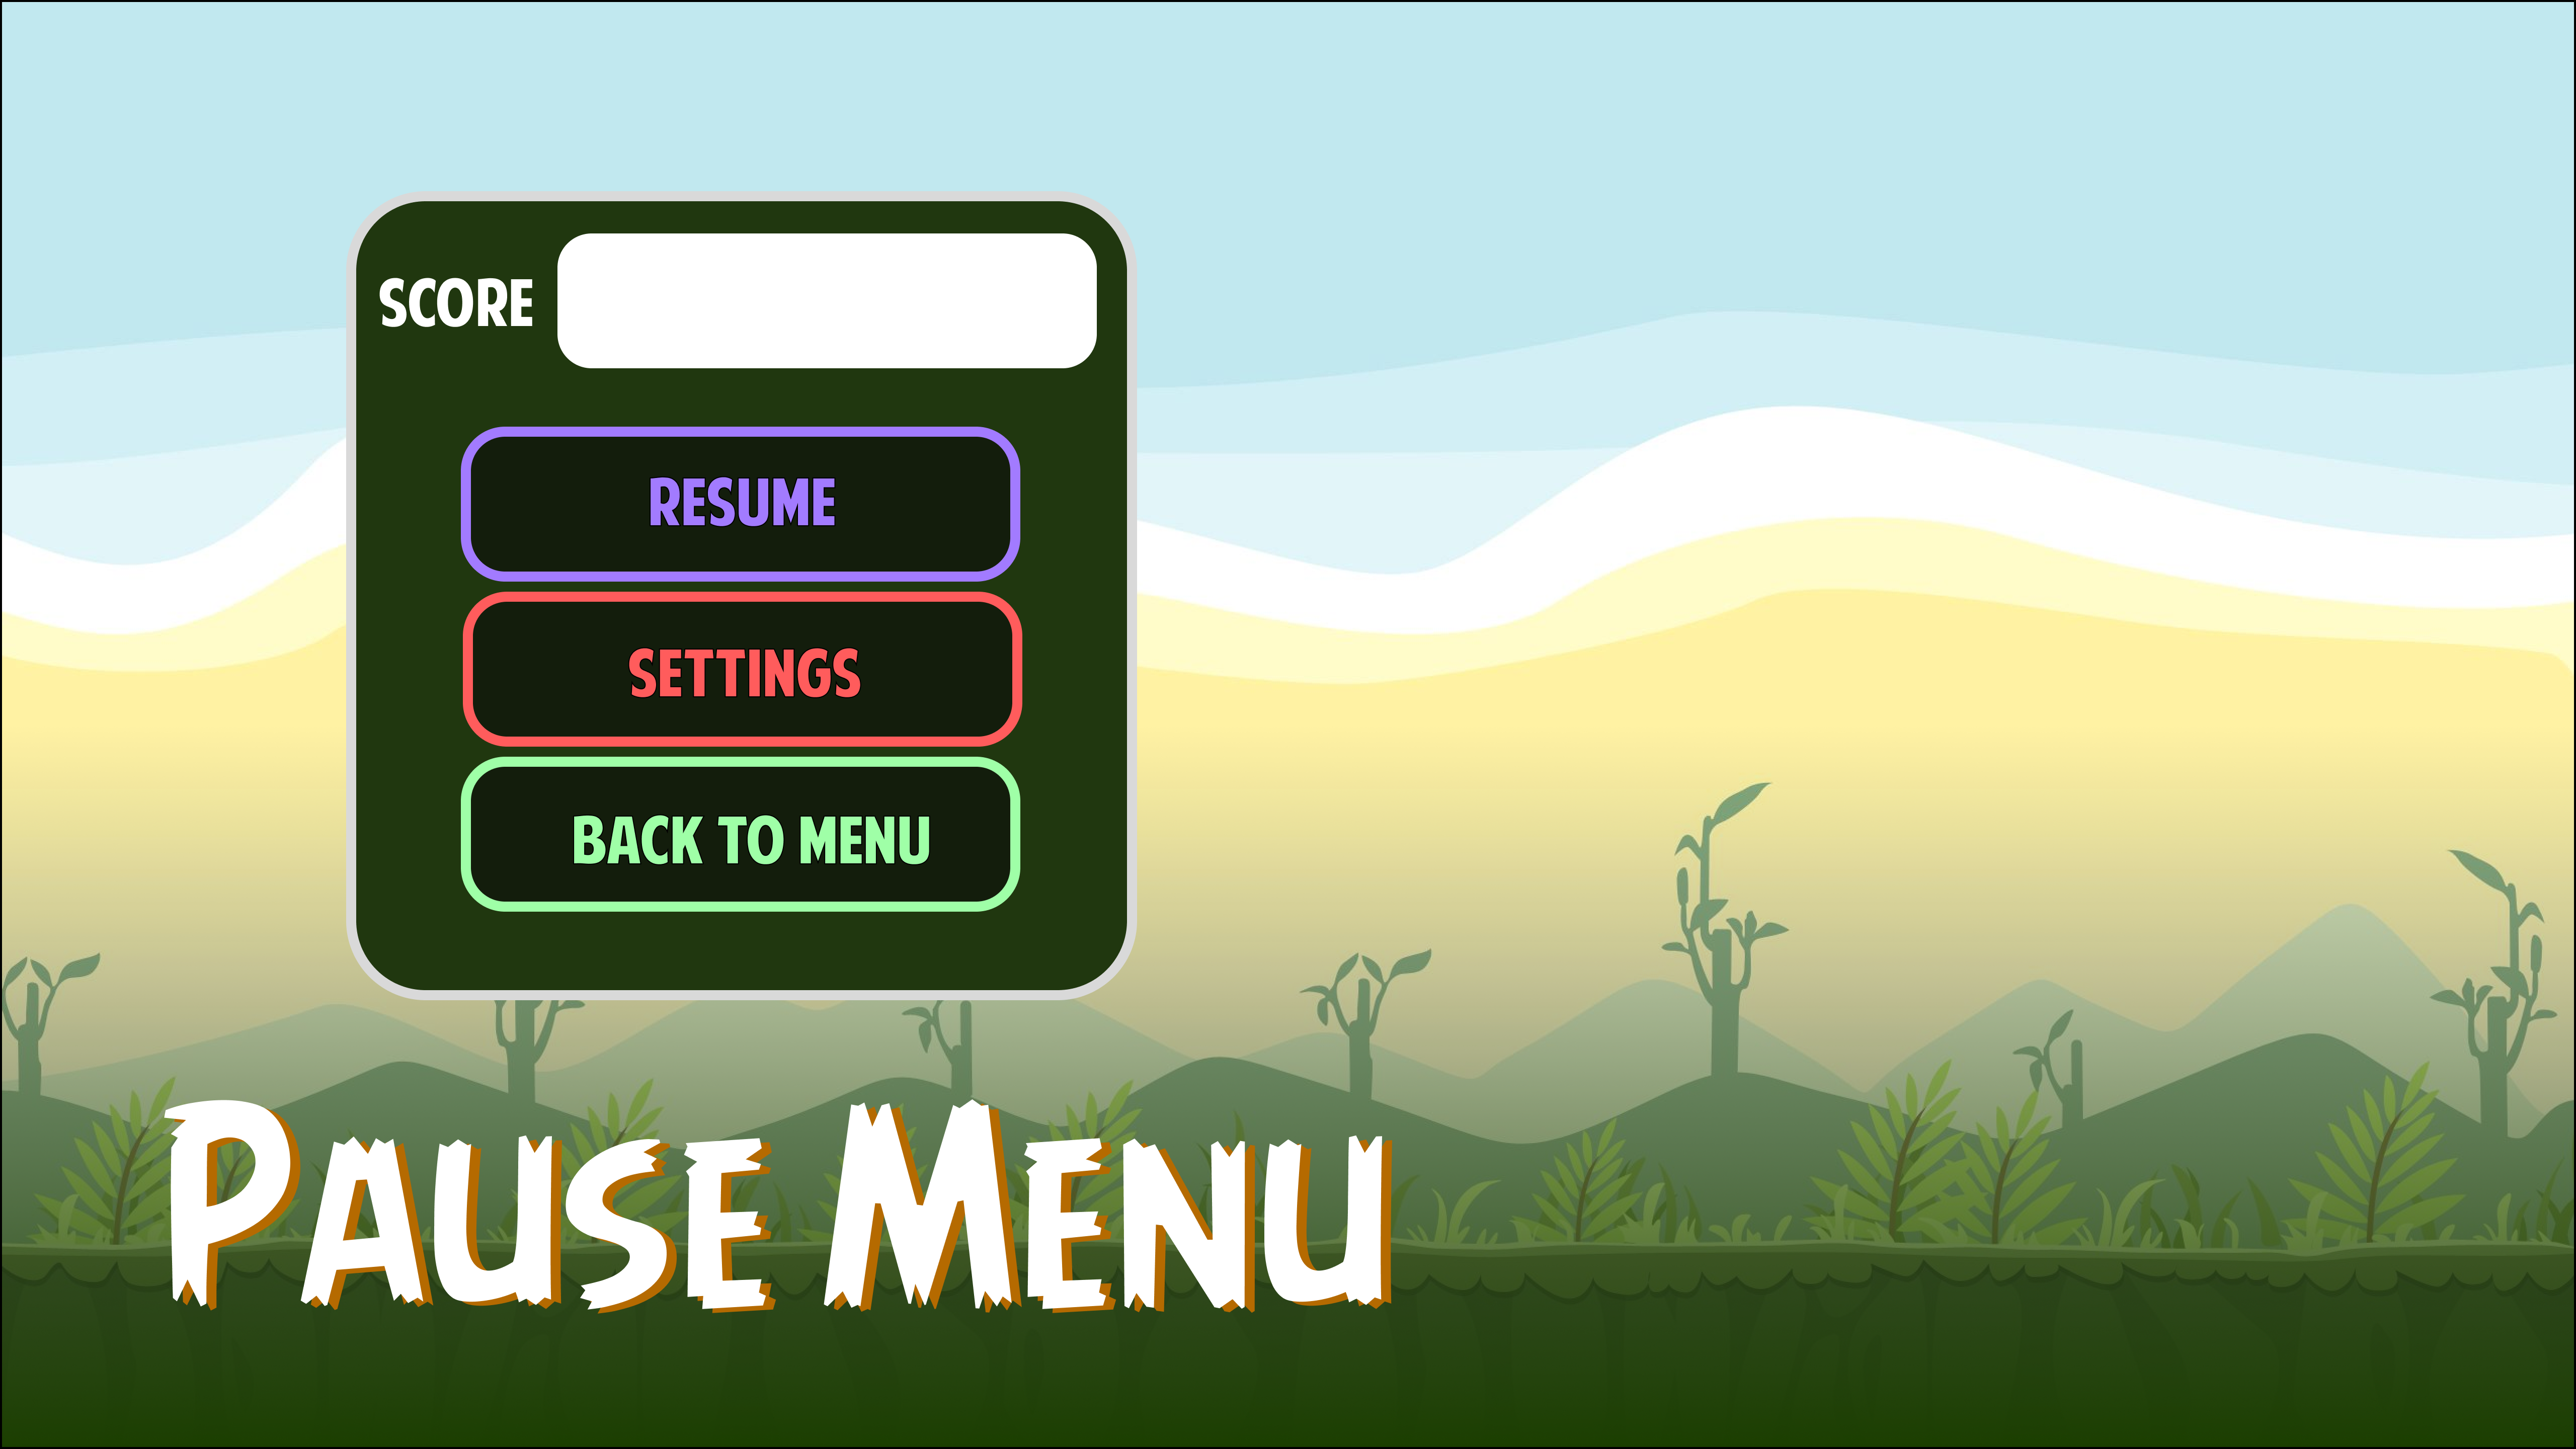 SCORE
RESUME
SETTINGS
BACK TO MENU
PAUSE MENU